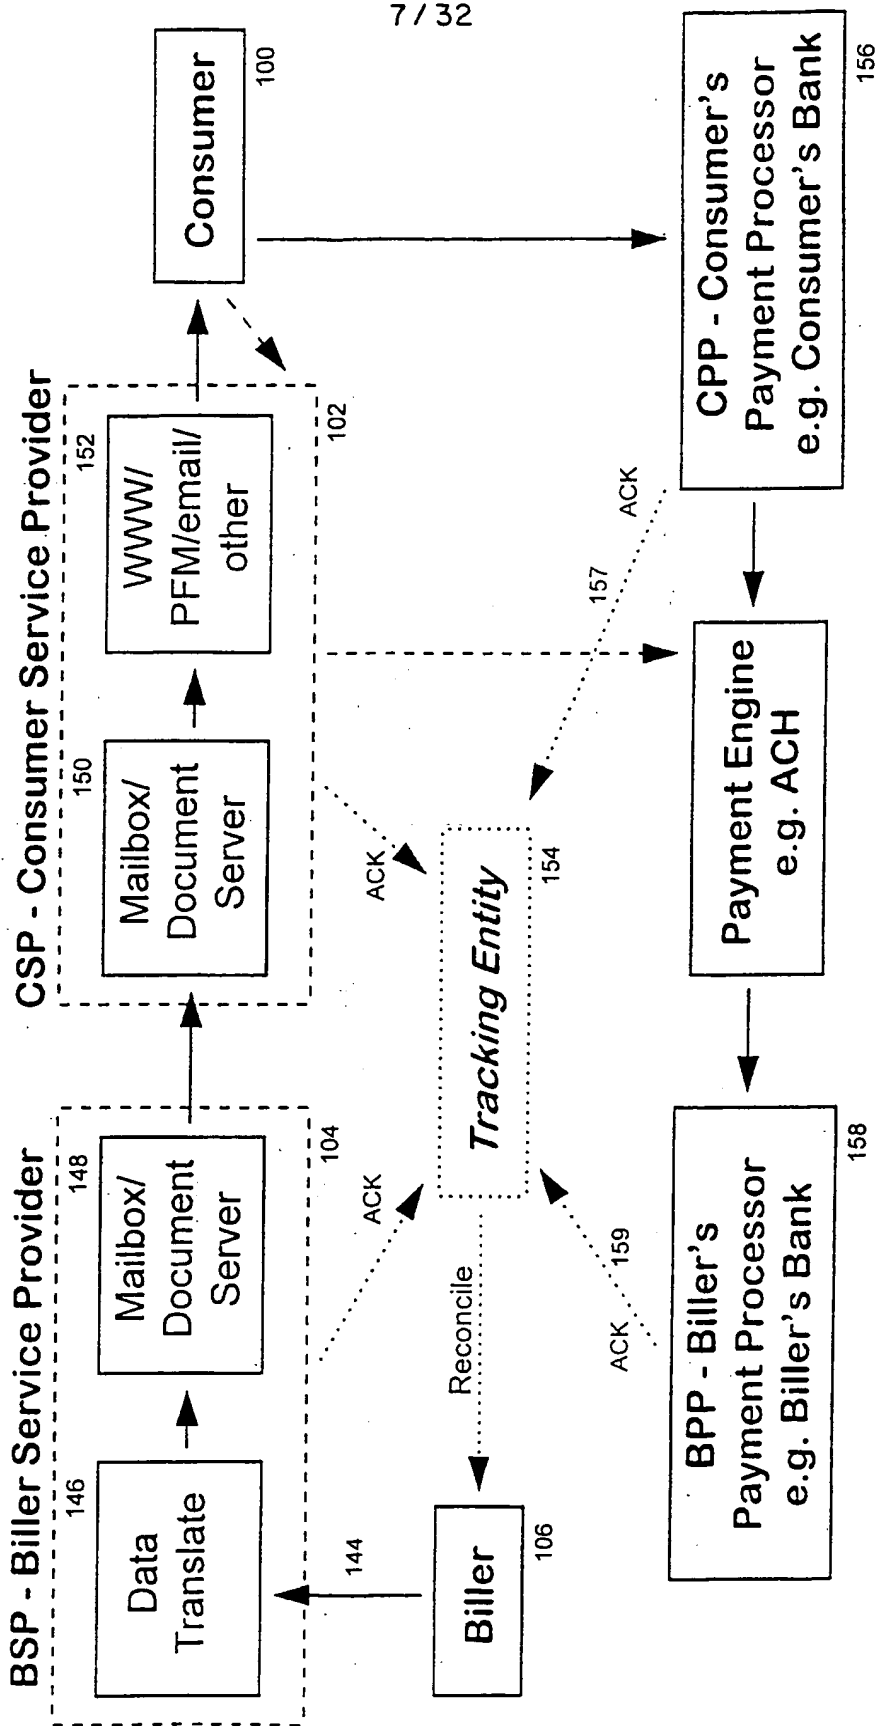 7/32
BSP - Biller Service Provider
146
Data
Translate
148
Mailbox/
Document
Server
104
CSP - Consumer Service Provider
150
Mailbox/
Document
Server
152
WWW/
PFM/email/
other
102
Consumer
100
144
Biller
106
Reconcile
ACK
ACK
Tracking Entity
154
157
ACK
ACK
159
BPP - Biller's
Payment Processor
e.g. Biller's Bank
158
Payment Engine
e.g. ACH
CPP - Consumer's
Payment Processor
e.g. Consumer's Bank
156